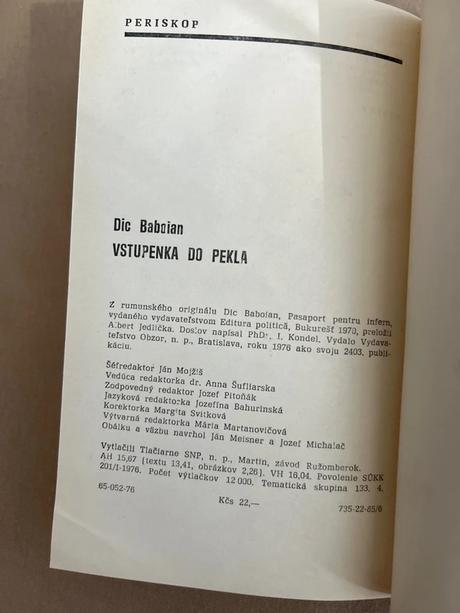 PERISKOP
Dic Baboian
VSTUPENKA DO PEKLA
Z rumunského originálu Dic Baboian, Pasaport pentru infern,
vydaného vydavateľstvom Editura politică, Bukurešť 1970, preložil
Albert Jedlička. Doslov napísal PhDr. I. Kondel. Vydalo Vydava-
teľstvo Obzor, n. p., Bratislava, roku 1976 ako svoju 2403. publi-
káciu.
Šéfredaktor Ján Mojžiš
Vedúca redaktorka dr. Anna Šufliarska
Zodpovedný redaktor Jozef Pitoňák
Jazyková redaktorka Jozefína Bahurinská
Korektorka Margita Svitková
Výtvarná redaktorka Mária Martanovičová
Obálku a väzbu navrhol Ján Meisner a Jozef Michalač
Vytlačili Tlačiarne SNP, n. p., Martin, závod Ružomberok.
AH 15,67 [textu 13,41, obrázkov 2,26]. VH 16,04. Povolenie SÚKK
201/I-1976. Počet výtlačkov 12 000. Tematická skupina 133. 4.
65-052-76
Kčs 22,—
735-22-85/6